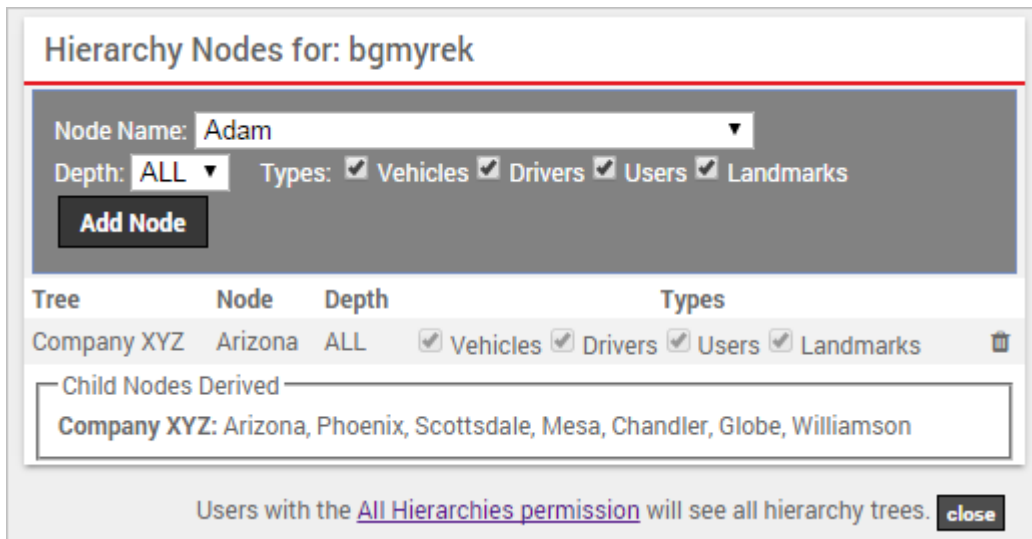 Hierarchy Nodes for: bgmyrek
Node Name: Adam
Depth: ALL Types: Vehicles Drivers Users Landmarks
Add Node
Tree Node Depth Types
Company XYZ Arizona ALL Vehicles Drivers Users Landmarks
Child Nodes Derived
Company XYZ: Arizona, Phoenix, Scottsdale, Mesa, Chandler, Globe, Williamson
Users with the All Hierarchies permission will see all hierarchy trees. close